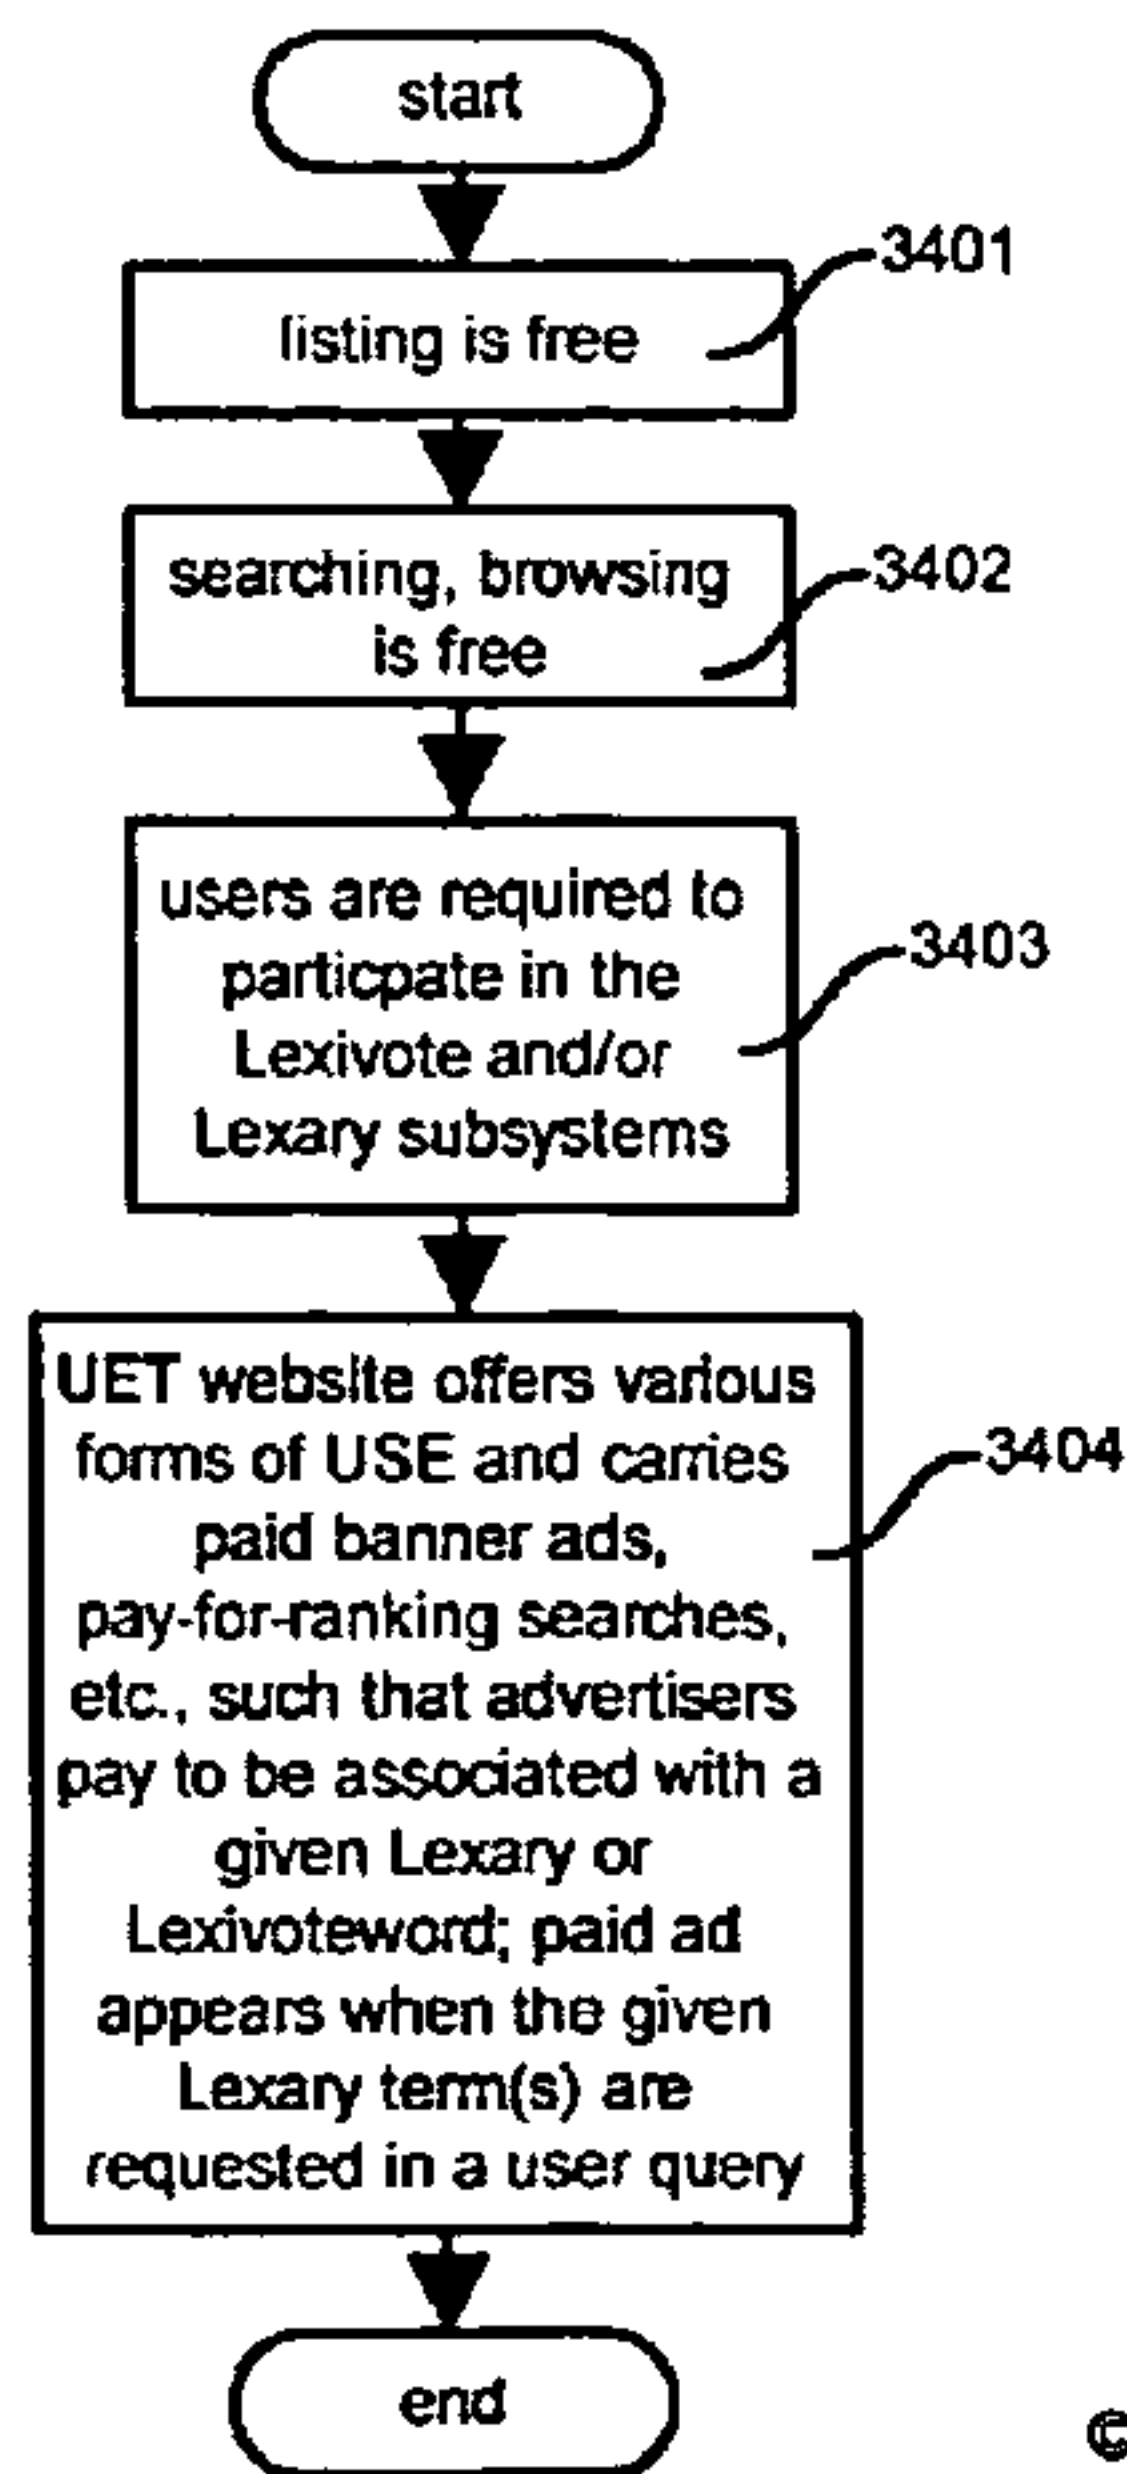 start
3401
listing is free
searching, browsing
3402
is free
users are required to
particpate in the
3403
Lexivote and/or
Lexary subsystems
UET website offers various
forms of USE and carries
3404
paid banner ads,
pay-for-ranking searches,
etc., such that advertisers
pay to be associated with a
given Lexary or
Lexivoteword; paid ad
appears when the given
Lexary term(s) are
requested in a user query
end
©